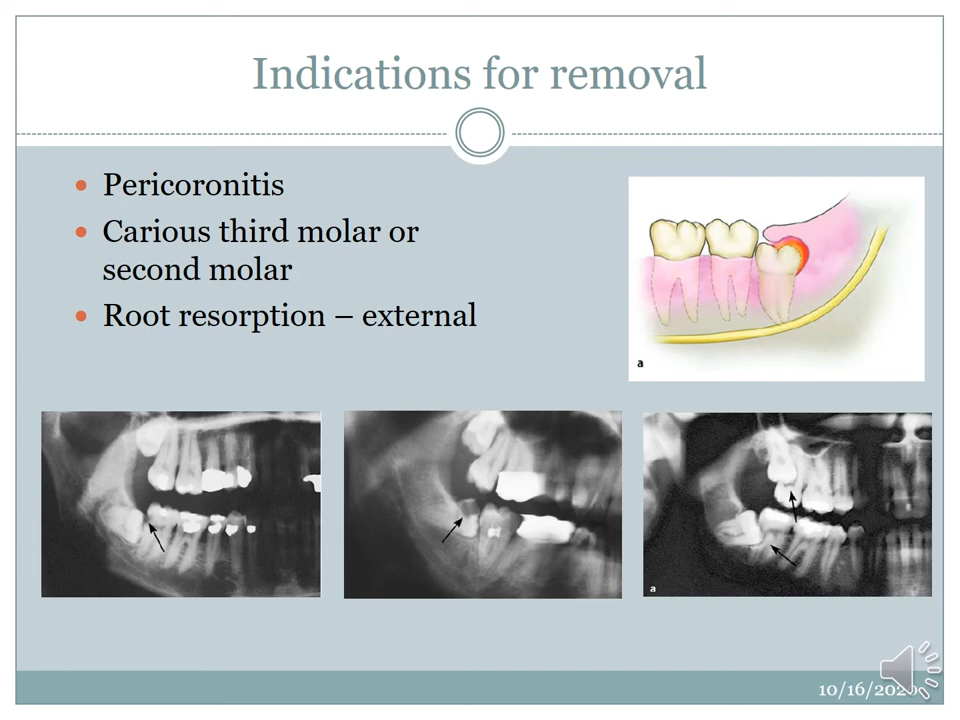 Indications for removal
Pericoronitis
Carious third molar or
second molar
Root resorption – external
a
a
10/16/2020